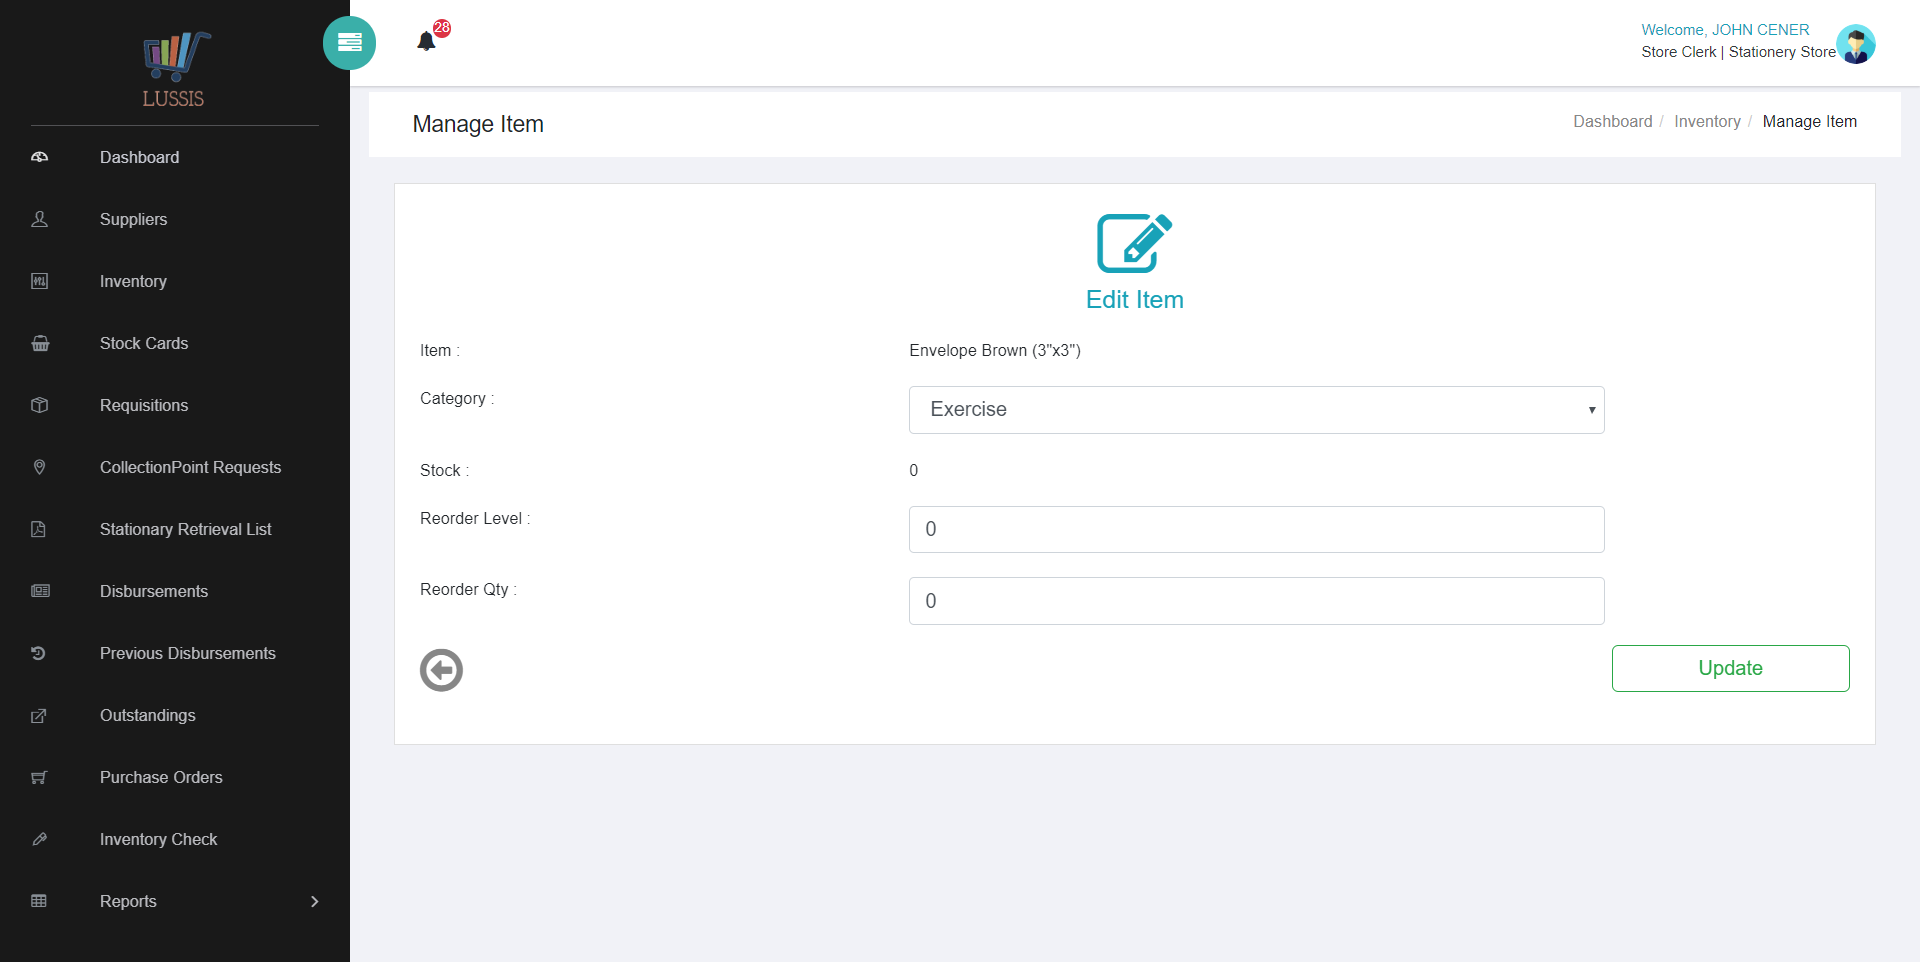 LUSSIS
Dashboard
Suppliers
Inventory
Stock Cards
Requisitions
CollectionPoint Requests
Stationary Retrieval List
Disbursements
Previous Disbursements
Outstandings
Purchase Orders
Inventory Check
Reports
28
Welcome, JOHN CENER
Store Clerk | Stationery Store
Manage Item
Dashboard / Inventory / Manage Item
Edit Item
Item : Envelope Brown (3"x3")
Category : Exercise
Stock : 0
Reorder Level : 0
Reorder Qty : 0
Update